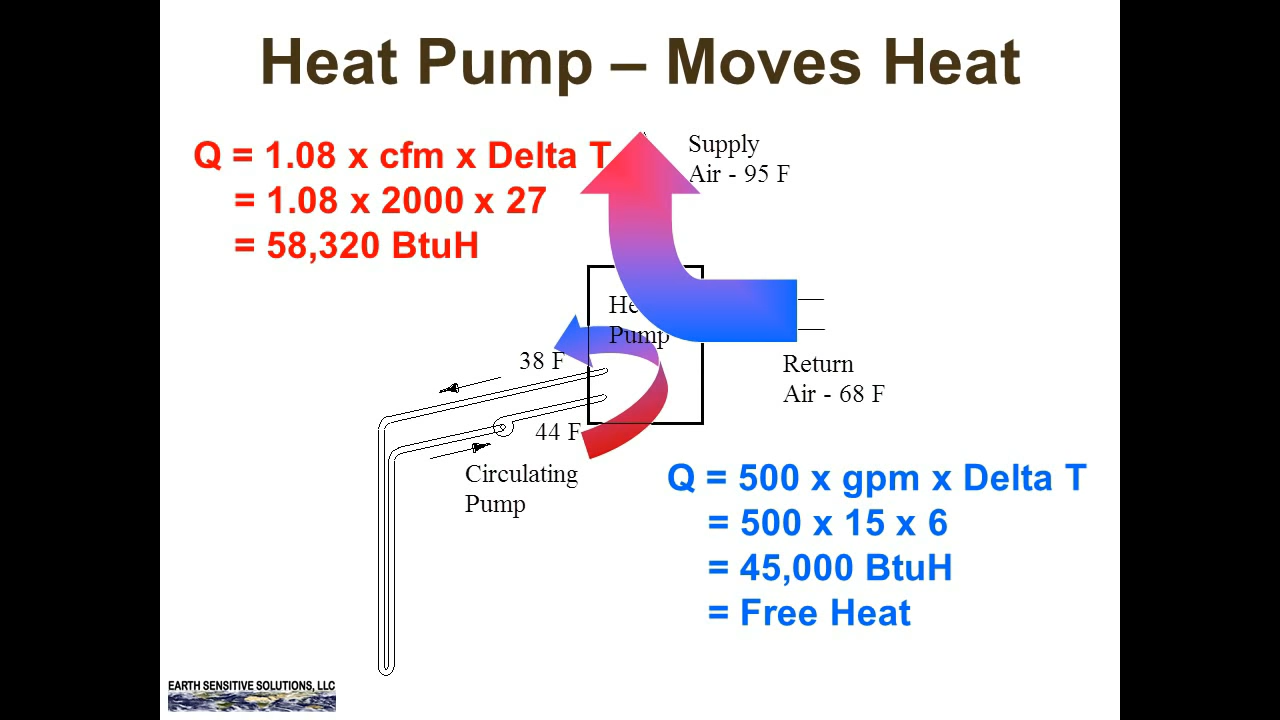 Heat Pump – Moves Heat
Q = 1.08 x cfm x Delta T
= 1.08 x 2000 x 27
= 58,320 BtuH
Supply
Air - 95 F
Pump
38 F
Return
Air - 68 F
44 F
Circulating
Pump
Q = 500 x gpm x Delta T
= 500 x 15 x 6
= 45,000 BtuH
= Free Heat
EARTH SENSITIVE SOLUTIONS, LLC